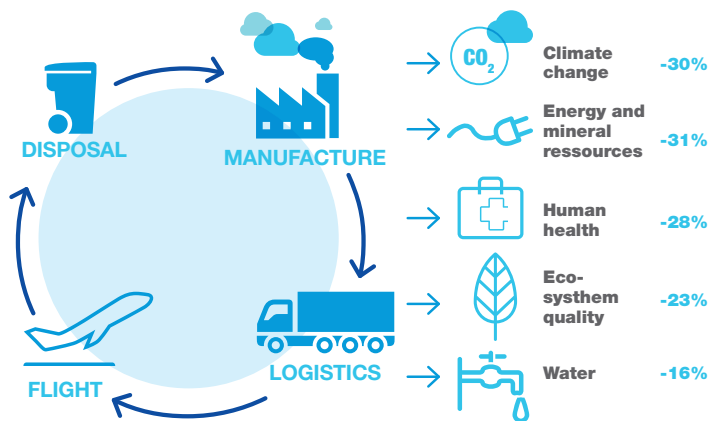 DISPOSAL
MANUFACTURE
LOGISTICS
FLIGHT
CO2
Climate
change
-30%
Energy and
mineral
ressources
-31%
Human
health
-28%
Eco-
systhem
quality
-23%
Water
-16%